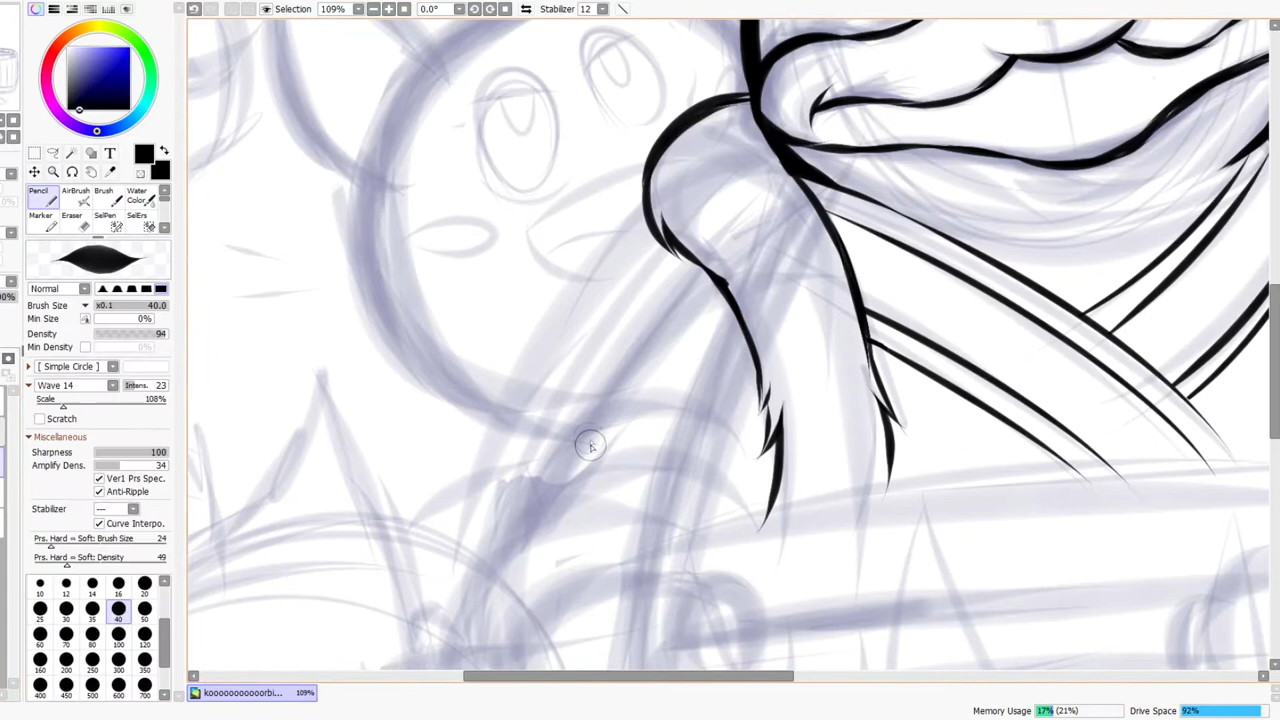 Selection 109% 0.0° Stabilizer 12
T
Pencil AirBrush Brush Water Color
Marker Eraser SelPen SelErs
Normal
Brush Size x0.1 40.0
Min Size 0%
Density 94
Min Density 0%
[ Simple Circle ]
Wave 14 Intens. 23
Scale 108%
Scratch
Miscellaneous
Sharpness 100
Amplify Dens. 34
Ver1 Prs Spec.
Anti-Ripple
Stabilizer ---
Curve Interpo.
Prs. Hard ⇔ Soft: Brush Size 24
Prs. Hard ⇔ Soft: Density 49
10 12 14 16 20
25 30 35 40 50
60 70 80 100 120
160 200 250 300 350
400 450 500 600 700
kooooooooooorbi... 109%
Memory Usage 17% (21%) Drive Space 92%